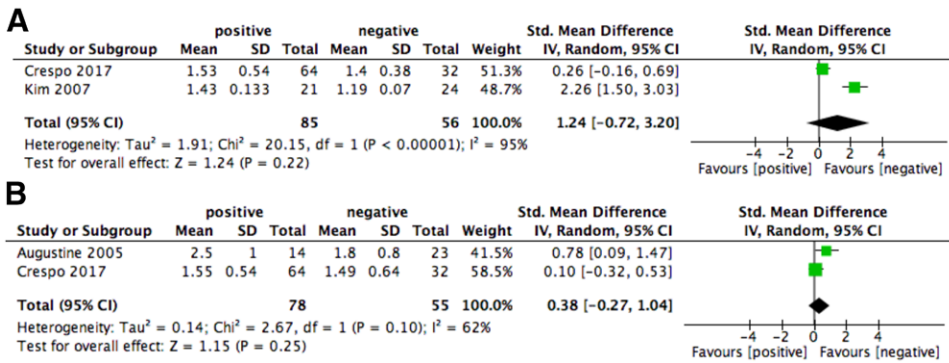 A
positive negative Std. Mean Difference Std. Mean Difference
Study or Subgroup Mean SD Total Mean SD Total Weight IV, Random, 95% CI IV, Random, 95% CI
Crespo 2017 1.53 0.54 64 1.4 0.38 32 51.3% 0.26 [-0.16, 0.69]
Kim 2007 1.43 0.133 21 1.19 0.07 24 48.7% 2.26 [1.50, 3.03]
Total (95% CI) 85 56 100.0% 1.24 [-0.72, 3.20]
Heterogeneity: Tau² = 1.91; Chi² = 20.15, df = 1 (P < 0.00001); I² = 95%
Test for overall effect: Z = 1.24 (P = 0.22)
-4 -2 0 2 4
Favours [positive] Favours [negative]
B
positive negative Std. Mean Difference Std. Mean Difference
Study or Subgroup Mean SD Total Mean SD Total Weight IV, Random, 95% CI IV, Random, 95% CI
Augustine 2005 2.5 1 14 1.8 0.8 23 41.5% 0.78 [0.09, 1.47]
Crespo 2017 1.55 0.54 64 1.49 0.64 32 58.5% 0.10 [-0.32, 0.53]
Total (95% CI) 78 55 100.0% 0.38 [-0.27, 1.04]
Heterogeneity: Tau² = 0.14; Chi² = 2.67, df = 1 (P = 0.10); I² = 62%
Test for overall effect: Z = 1.15 (P = 0.25)
-4 -2 0 2 4
Favours [positive] Favours [negative]